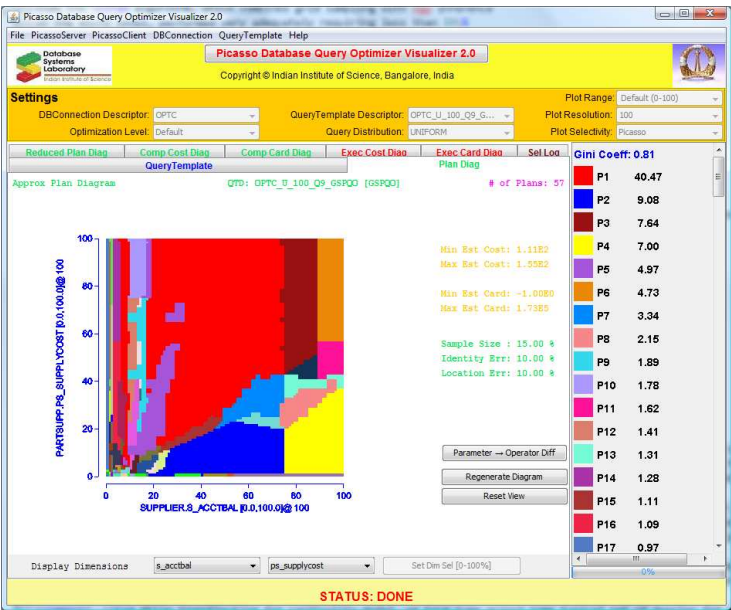 Picasso Database Query Optimizer Visualizer 2.0
File PicassoServer PicassoClient DBConnection QueryTemplate Help
Database
Systems
Laboratory
Indian Institute of Science
Picasso Database Query Optimizer Visualizer 2.0
Copyright © Indian Institute of Science, Bangalore, India
Settings
Plot Range: Default (0-100)
DBConnection Descriptor: OPTC QueryTemplate Descriptor: OPTC_U_100_Q9_G... Plot Resolution: 100
Optimization Level: Default Query Distribution: UNIFORM Plot Selectivity: Picasso
Reduced Plan Diag Comp Cost Diag Comp Card Diag Exec Cost Diag Exec Card Diag Sel Log
QueryTemplate Plan Diag
Approx Plan Diagram QTD: OPTC_U_100_Q9_GSPQO [GSPQO] # of Plans: 57
Min Est Cost: 1.11E2
Max Est Cost: 1.55E2
Min Est Card: -1.00E0
Max Est Card: 1.73E5
Sample Size : 15.00 %
Identity Err: 10.00 %
Location Err: 10.00 %
Parameter → Operator Diff
Regenerate Diagram
Reset View
PARTSUPP.PS_SUPPLYCOST [0.0,100.0]@ 100
100
80
60
40
20
0
0 20 40 60 80 100
SUPPLIER.S_ACCTBAL [0.0,100.0]@ 100
Display Dimensions s_acctbal ps_supplycost Set Dim Sel [0-100%]
Gini Coeff: 0.81
P1 40.47
P2 9.08
P3 7.64
P4 7.00
P5 4.97
P6 4.73
P7 3.34
P8 2.15
P9 1.89
P10 1.78
P11 1.62
P12 1.41
P13 1.31
P14 1.28
P15 1.11
P16 1.09
P17 0.97
0%
STATUS: DONE